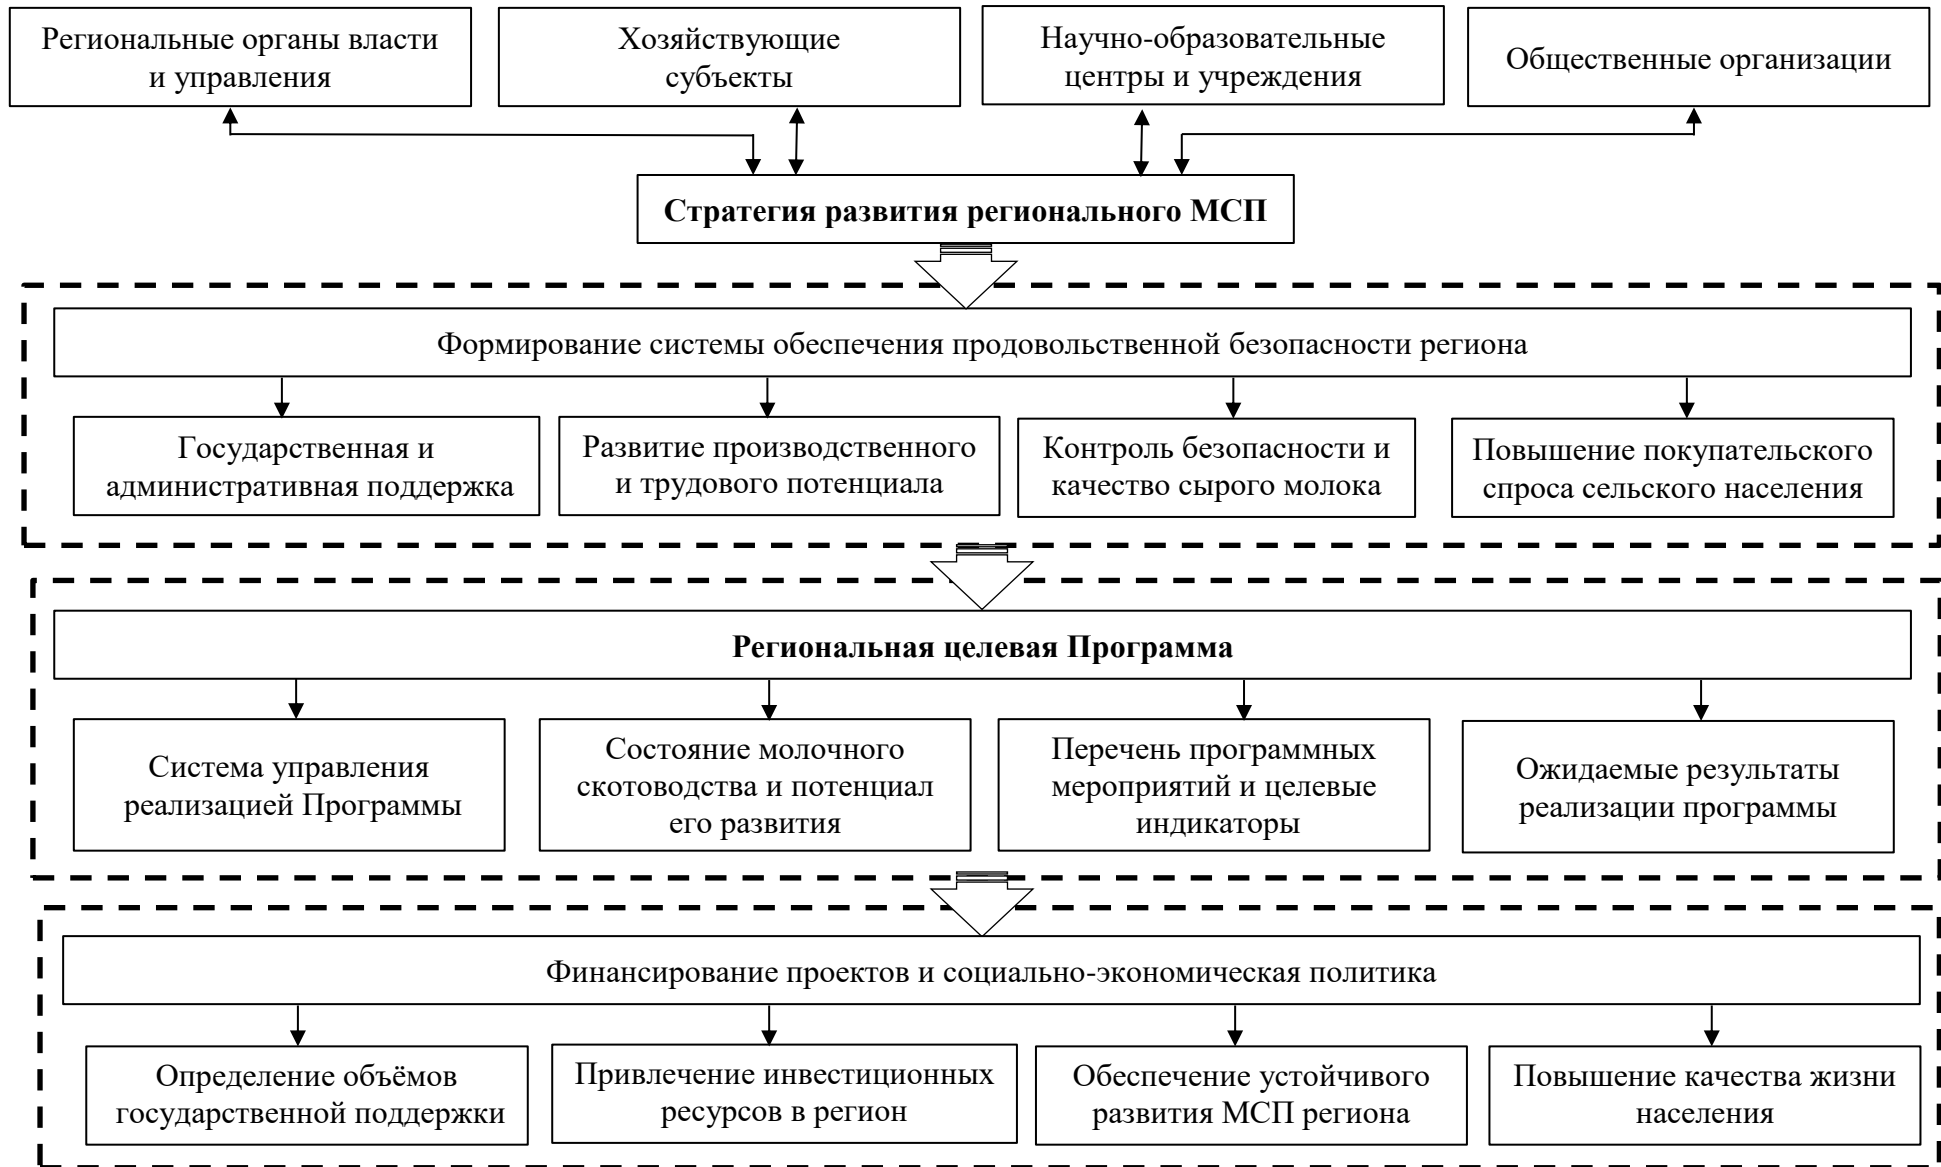 Региональные органы власти
и управления
Хозяйствующие
субъекты
Научно-образовательные
центры и учреждения
Общественные организации
Стратегия развития регионального МСП
Формирование системы обеспечения продовольственной безопасности региона
Государственная и
административная поддержка
Развитие производственного
и трудового потенциала
Контроль безопасности и
качество сырого молока
Повышение покупательского
спроса сельского населения
Региональная целевая Программа
Система управления
реализацией Программы
Состояние молочного
скотоводства и потенциал
его развития
Перечень программных
мероприятий и целевые
индикаторы
Ожидаемые результаты
реализации программы
Финансирование проектов и социально-экономическая политика
Определение объёмов
государственной поддержки
Привлечение инвестиционных
ресурсов в регион
Обеспечение устойчивого
развития МСП региона
Повышение качества жизни
населения